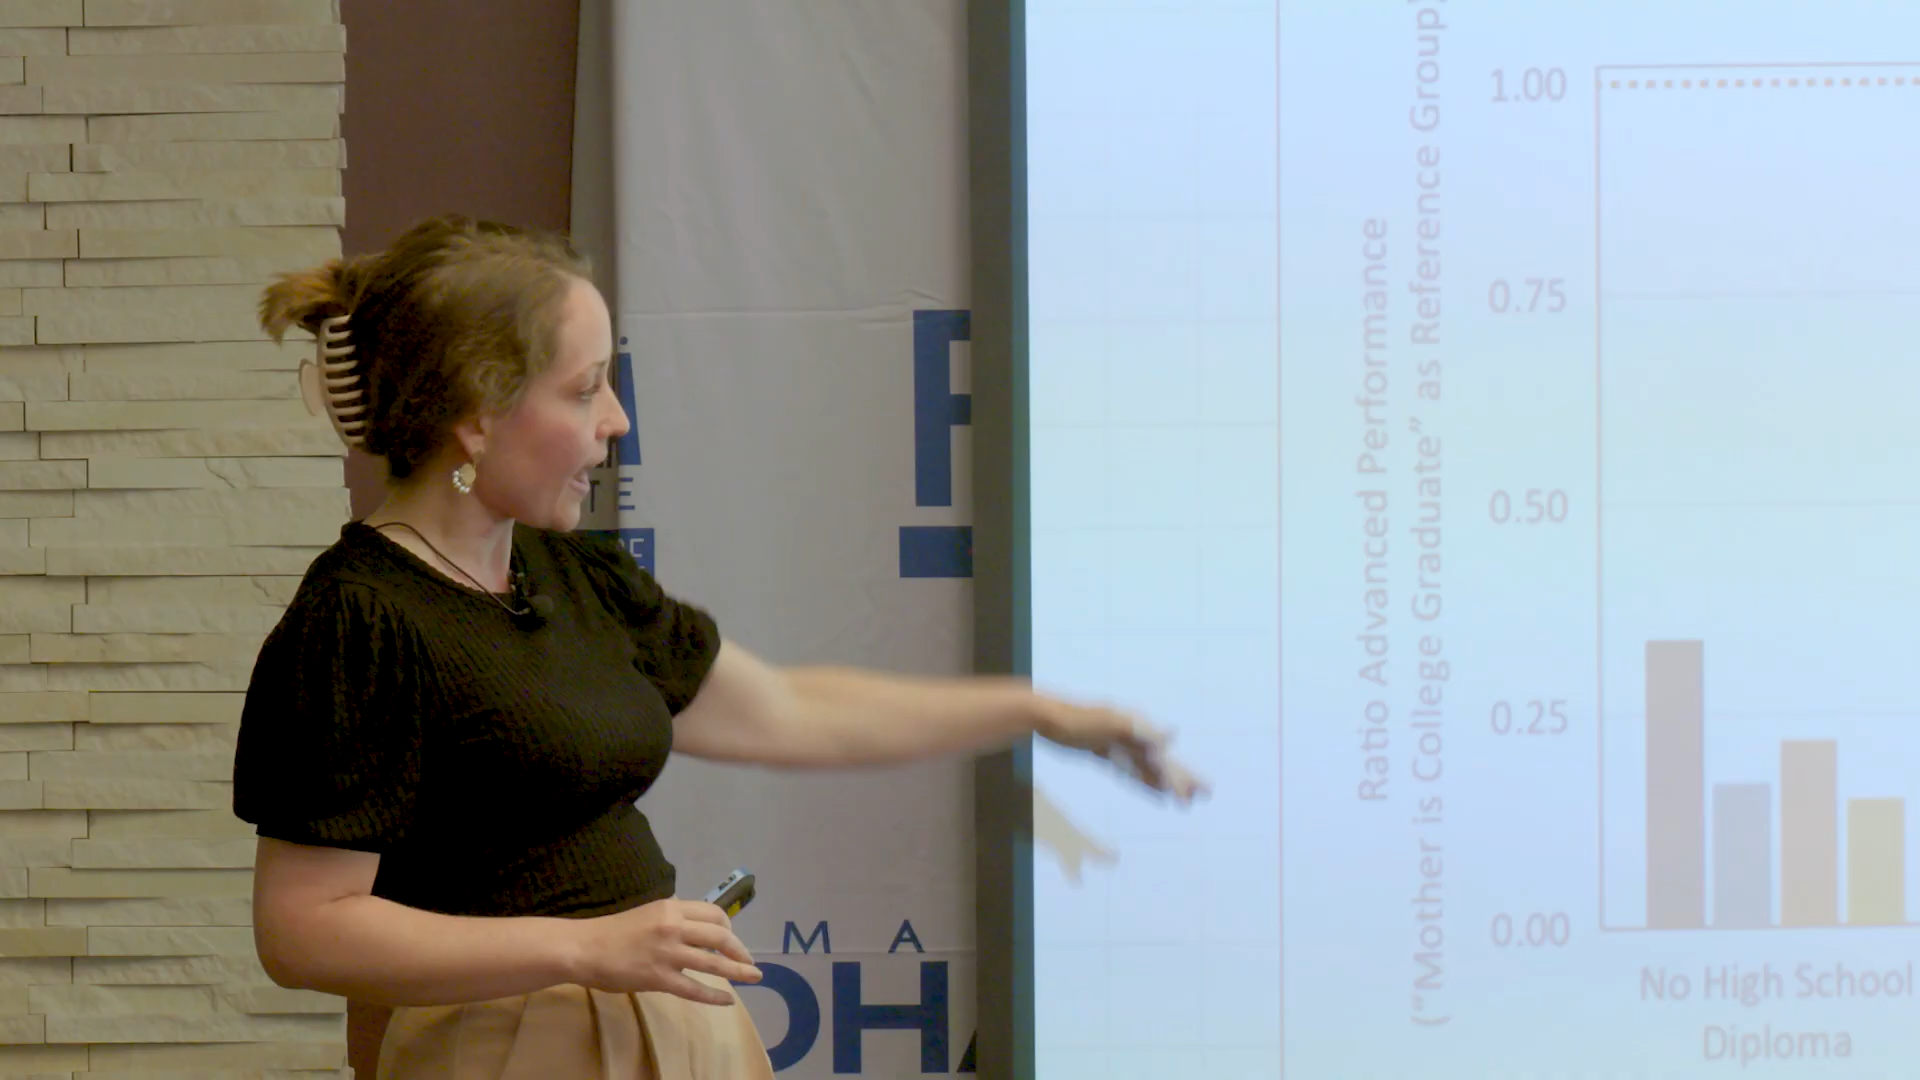 TE
M A
OHA
Ratio Advanced Performance
("Mother is College Graduate" as Reference Group)
1.00
0.75
0.50
0.25
0.00
No High School
Diploma